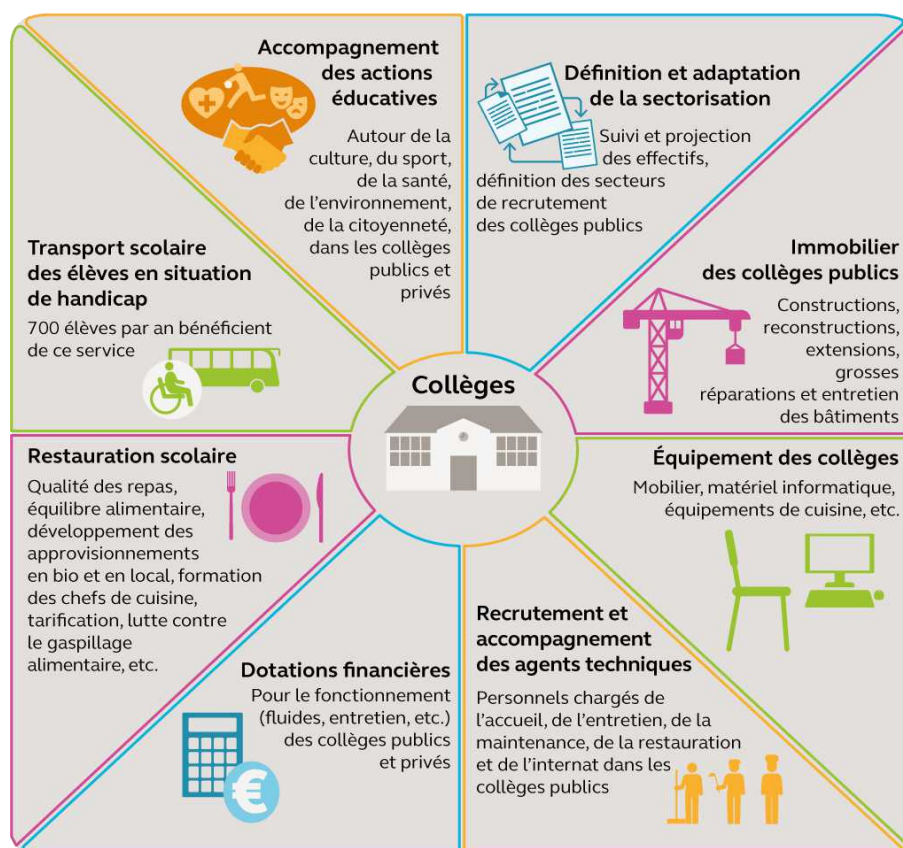 Accompagnement
des actions
éducatives
Autour de la
culture, du sport,
de la santé,
de l'environnement,
de la citoyenneté,
dans les collèges
publics et
privés
Définition et adaptation
de la sectorisation
Suivi et projection
des effectifs,
définition des secteurs
de recrutement
des collèges publics
Transport scolaire
des élèves en situation
de handicap
700 élèves par an bénéficient
de ce service
Immobilier
des collèges publics
Constructions,
reconstructions,
extensions,
grosses
réparations et entretien
des bâtiments
Collèges
Restauration scolaire
Qualité des repas,
équilibre alimentaire,
développement des
approvisionnements
en bio et en local, formation
des chefs de cuisine,
tarification, lutte contre
le gaspillage
alimentaire, etc.
Équipement des collèges
Mobilier, matériel informatique,
équipements de cuisine, etc.
Dotations financières
Pour le fonctionnement
(fluides, entretien, etc.)
des collèges publics
et privés
€
Recrutement et
accompagnement
des agents techniques
Personnels chargés de
l'accueil, de l'entretien, de la
maintenance, de la restauration
et de l'internat dans les
collèges publics